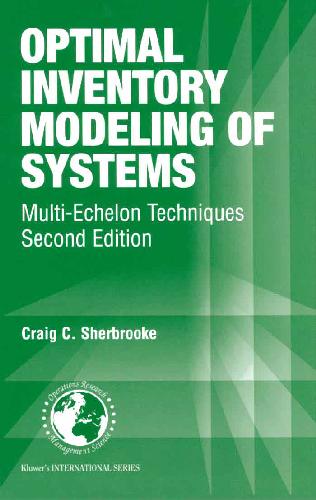 OPTIMAL
INVENTORY
MODELING OF
SYSTEMS
Multi-Echelon Techniques
Second Edition
Craig C. Sherbrooke
Operations Research
Management Science
Kluwer's INTERNATIONAL SERIES